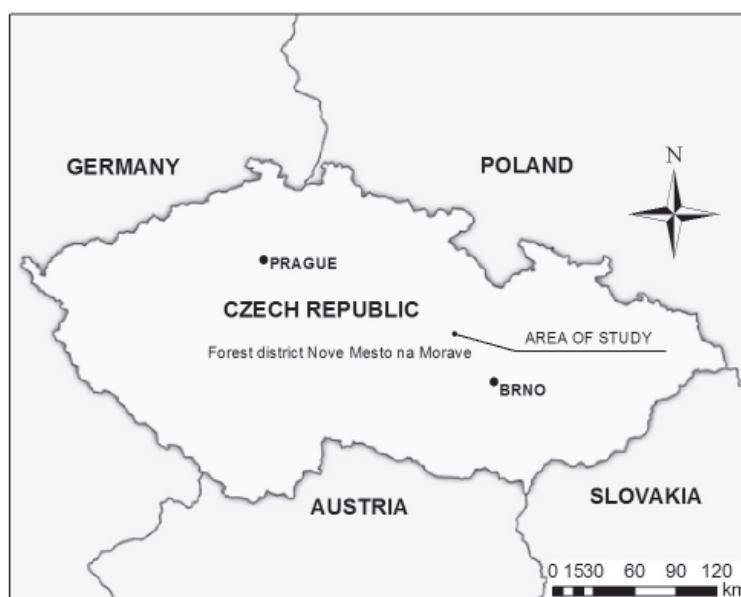 GERMANY
POLAND
N
PRAGUE
CZECH REPUBLIC
AREA OF STUDY
Forest district Nove Mesto na Morave
BRNO
AUSTRIA
SLOVAKIA
0 1530 60 90 120
km